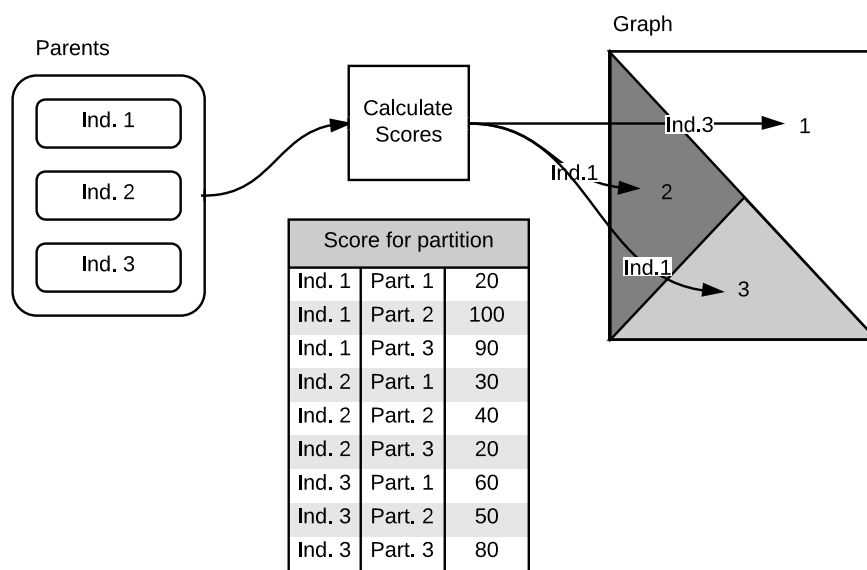 Parents
Ind. 1
Ind. 2
Ind. 3
Calculate
Scores
Graph
Ind.3
1
Ind.1
2
Ind.1
3
Score for partition
Ind. 1 Part. 1 20
Ind. 1 Part. 2 100
Ind. 1 Part. 3 90
Ind. 2 Part. 1 30
Ind. 2 Part. 2 40
Ind. 2 Part. 3 20
Ind. 3 Part. 1 60
Ind. 3 Part. 2 50
Ind. 3 Part. 3 80